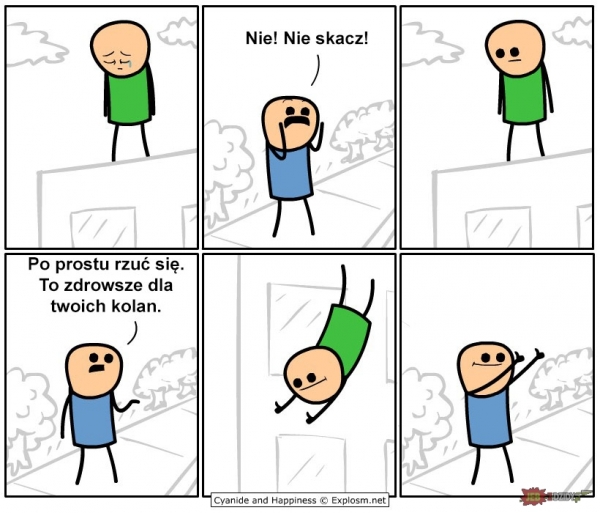 Nie! Nie skacz!
Po prostu rzuć się.
To zdrowsze dla
twoich kolan.
Cyanide and Happiness © Explosm.net